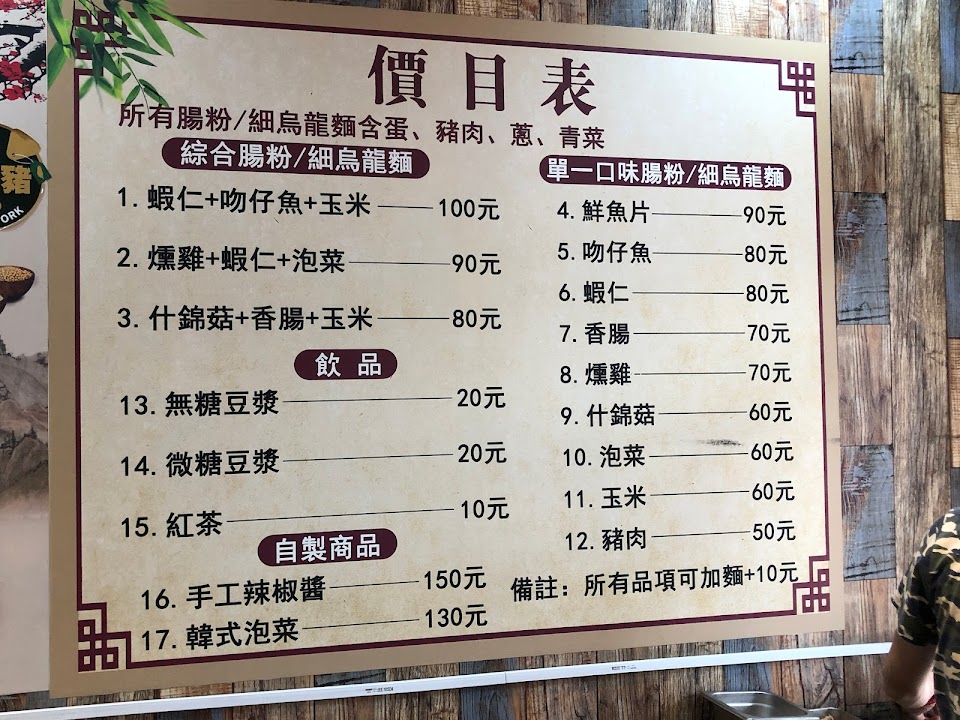 價目表
所有腸粉/細烏龍麵含蛋、豬肉、蔥、青菜
綜合腸粉/細烏龍麵
1. 蝦仁+吻仔魚+玉米 100元
2. 燻雞+蝦仁+泡菜 90元
3. 什錦菇+香腸+玉米 80元
飲品
13. 無糖豆漿 20元
14. 微糖豆漿 20元
15. 紅茶 10元
自製商品
16. 手工辣椒醬 150元
17. 韓式泡菜 130元
單一口味腸粉/細烏龍麵
4. 鮮魚片 90元
5. 吻仔魚 80元
6. 蝦仁 80元
7. 香腸 70元
8. 燻雞 70元
9. 什錦菇 60元
10. 泡菜 60元
11. 玉米 60元
12. 豬肉 50元
備註：所有品項可加麵+10元
豬
ORK